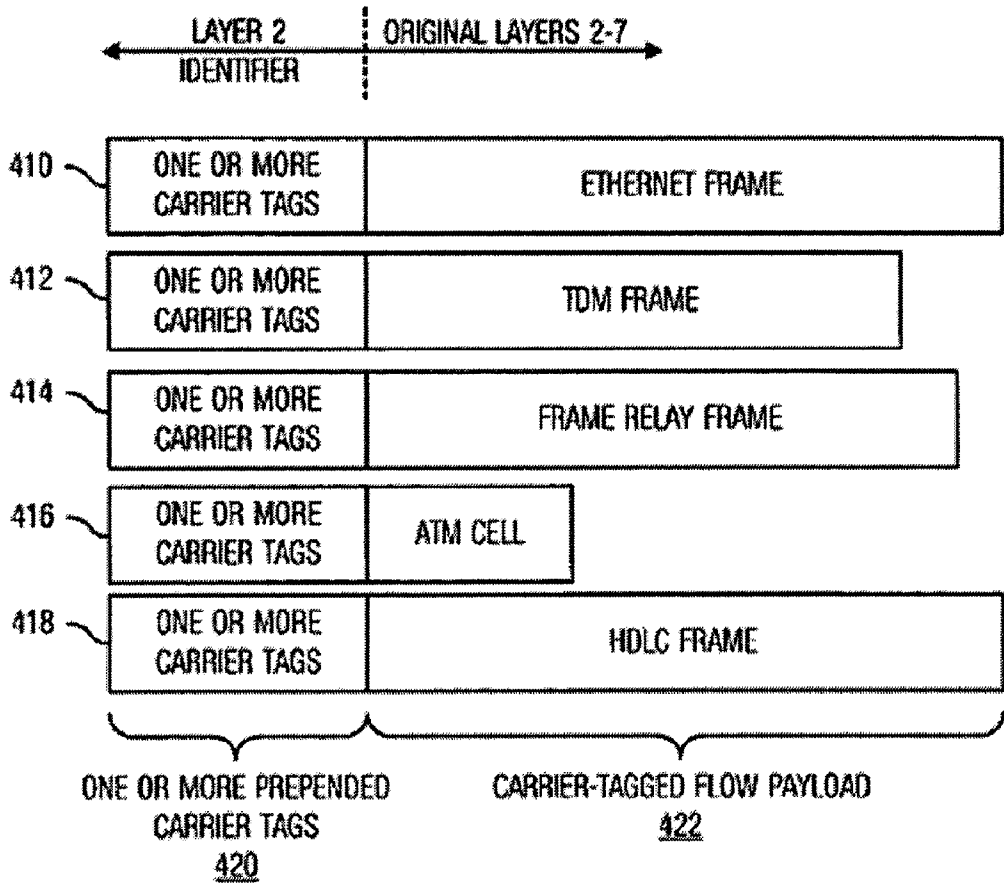 LAYER 2
IDENTIFIER
ORIGINAL LAYERS 2-7
410
ONE OR MORE
CARRIER TAGS
ETHERNET FRAME
412
ONE OR MORE
CARRIER TAGS
TDM FRAME
414
ONE OR MORE
CARRIER TAGS
FRAME RELAY FRAME
416
ONE OR MORE
CARRIER TAGS
ATM CELL
418
ONE OR MORE
CARRIER TAGS
HDLC FRAME
ONE OR MORE PREPENDED
CARRIER TAGS
420
CARRIER-TAGGED FLOW PAYLOAD
422